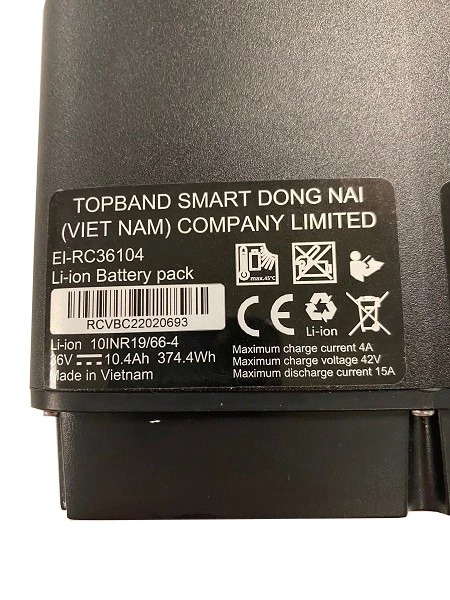 TOPBAND SMART DONG NAI
(VIET NAM) COMPANY LIMITED
EI-RC36104
Li-ion Battery pack
max.45°C
RCVBC22020693
CE
Li-ion
Li-ion 10INR19/66-4
36V 10.4Ah 374.4Wh
Made in Vietnam
Maximum charge current 4A
Maximum charge voltage 42V
Maximum discharge current 15A